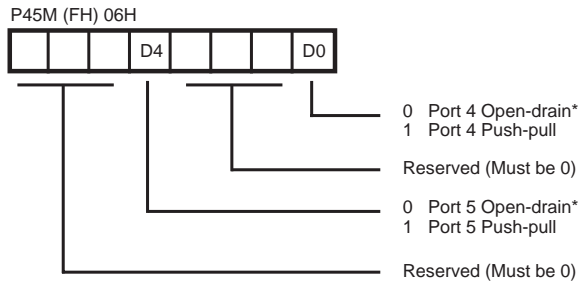 P45M (FH) 06H
D4 D0
0 Port 4 Open-drain*
1 Port 4 Push-pull
Reserved (Must be 0)
0 Port 5 Open-drain*
1 Port 5 Push-pull
Reserved (Must be 0)